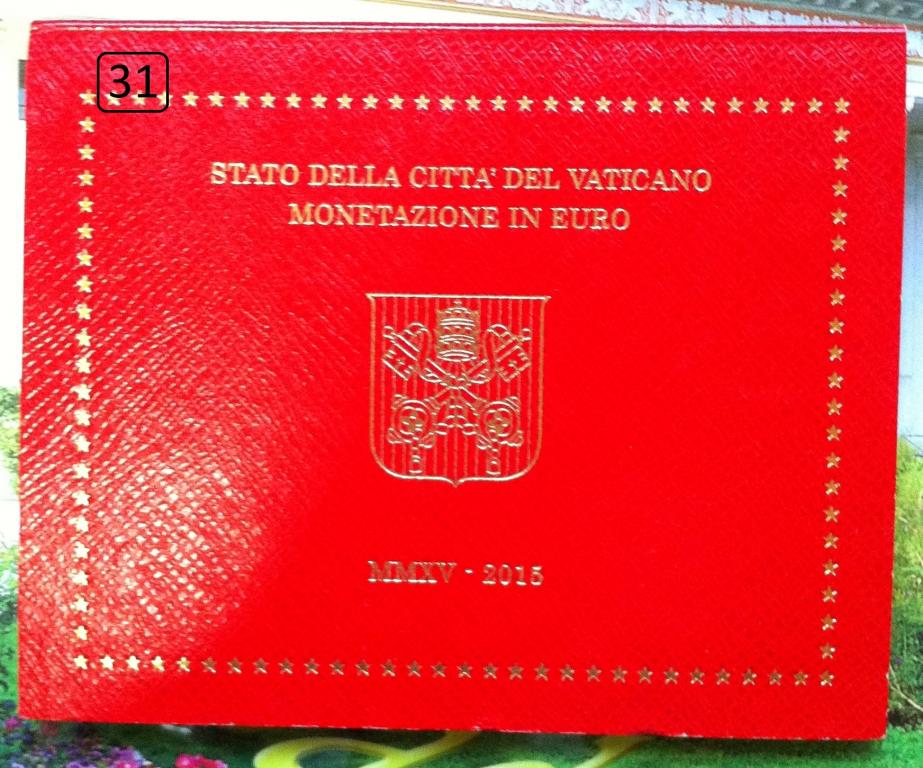 31
STATO DELLA CITTA' DEL VATICANO
MONETAZIONE IN EURO
MMXV - 2015